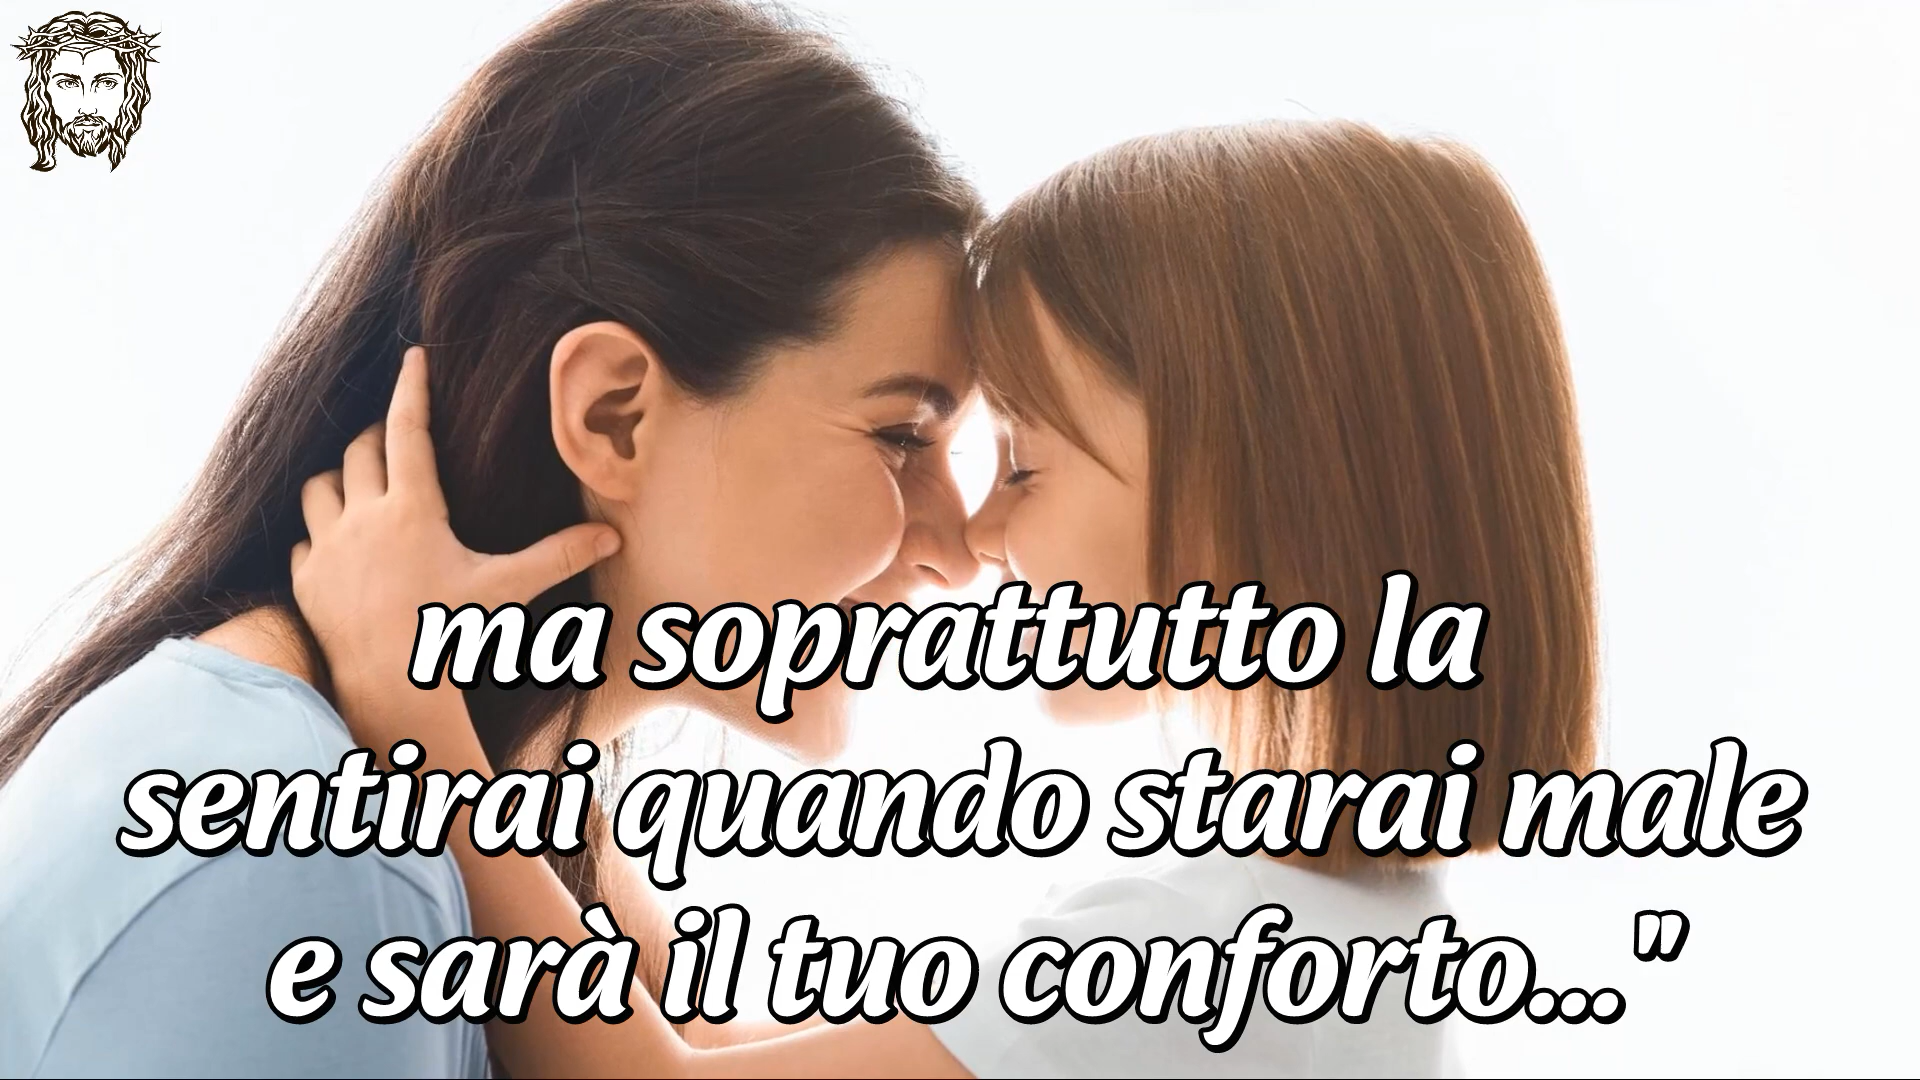 ma soprattutto la
sentirai quando starai male
e sarà il tuo conforto..."